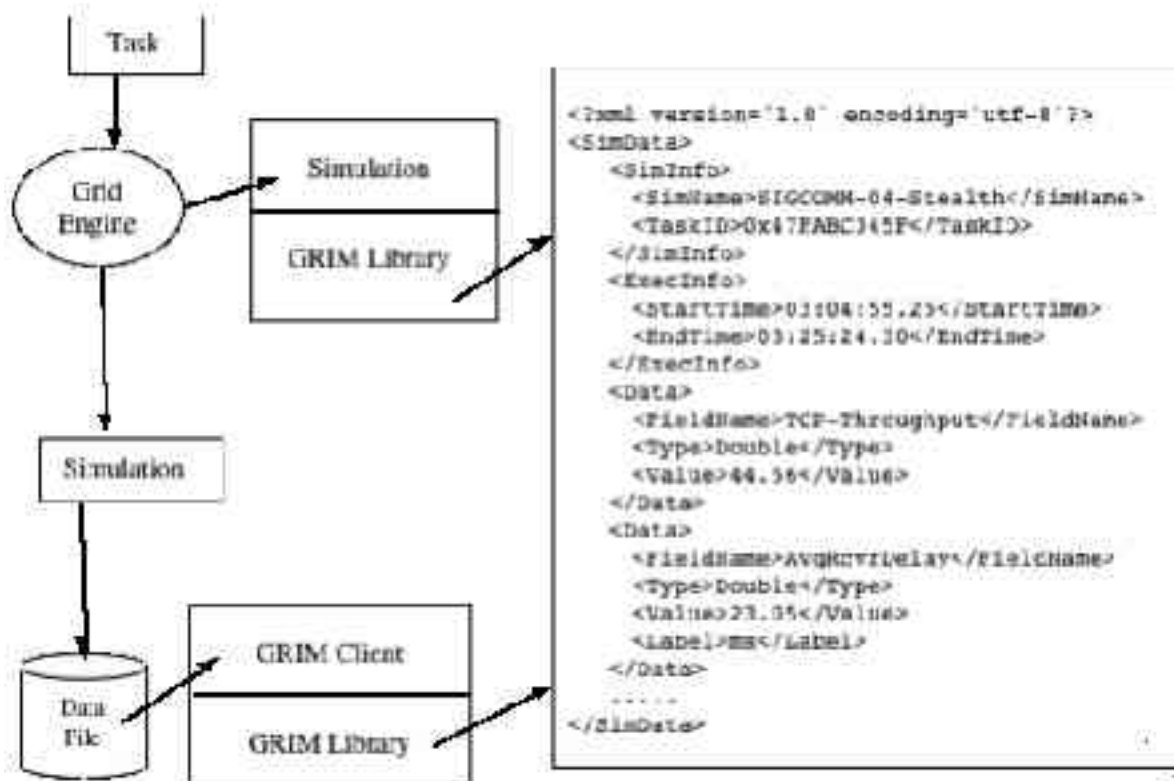 Task
Grid
Engine
Simulation
GRIM Library
Simulation
Data
File
GRIM Client
GRIM Library
<?xml version='1.0' encoding='utf-8'?>
<SimData>
<SimInfo>
<SimName>SIGCOMM-04-Stealth</SimName>
<TaskID>0x47FABC345F</TaskID>
</SimInfo>
<ExecInfo>
<StartTime>03:04:55.25</StartTime>
<EndTime>03:25:24.30</EndTime>
</ExecInfo>
<Data>
<FieldName>TCP-Throughput</FieldName>
<Type>Double</Type>
<Value>44.56</Value>
</Data>
<Data>
<FieldName>AvgRcvrDelay</FieldName>
<Type>Double</Type>
<Value>23.05</Value>
<Label>ms</Label>
</Data>
.....
</SimData>